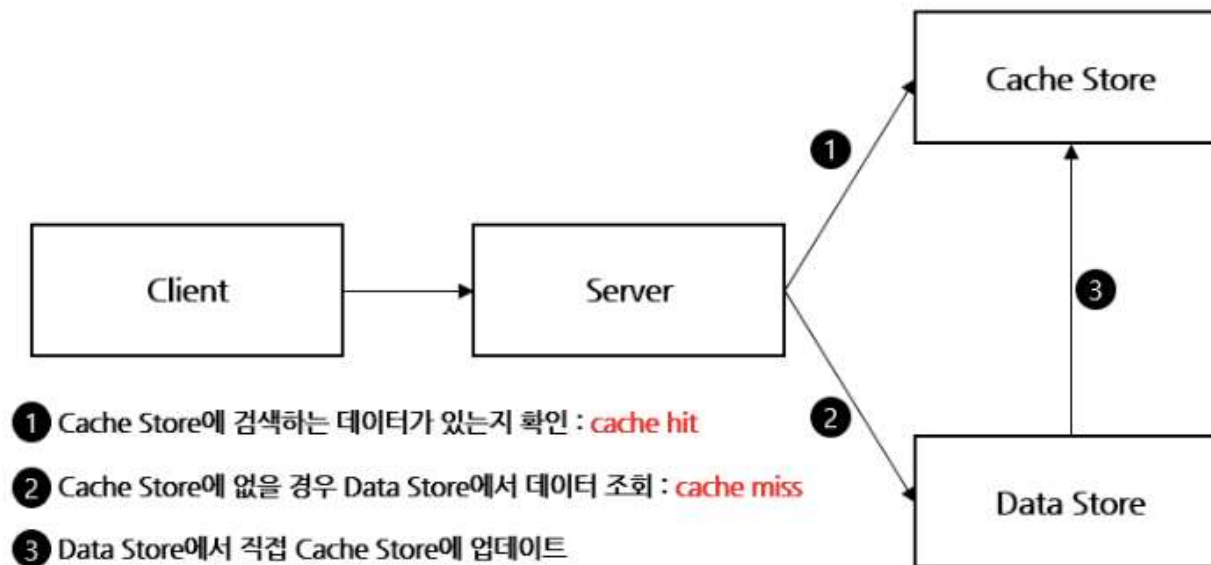 Cache Store
1
Client
Server
3
1 Cache Store에 검색하는 데이터가 있는지 확인 : cache hit
2
2 Cache Store에 없을 경우 Data Store에서 데이터 조회 : cache miss
Data Store
3 Data Store에서 직접 Cache Store에 업데이트